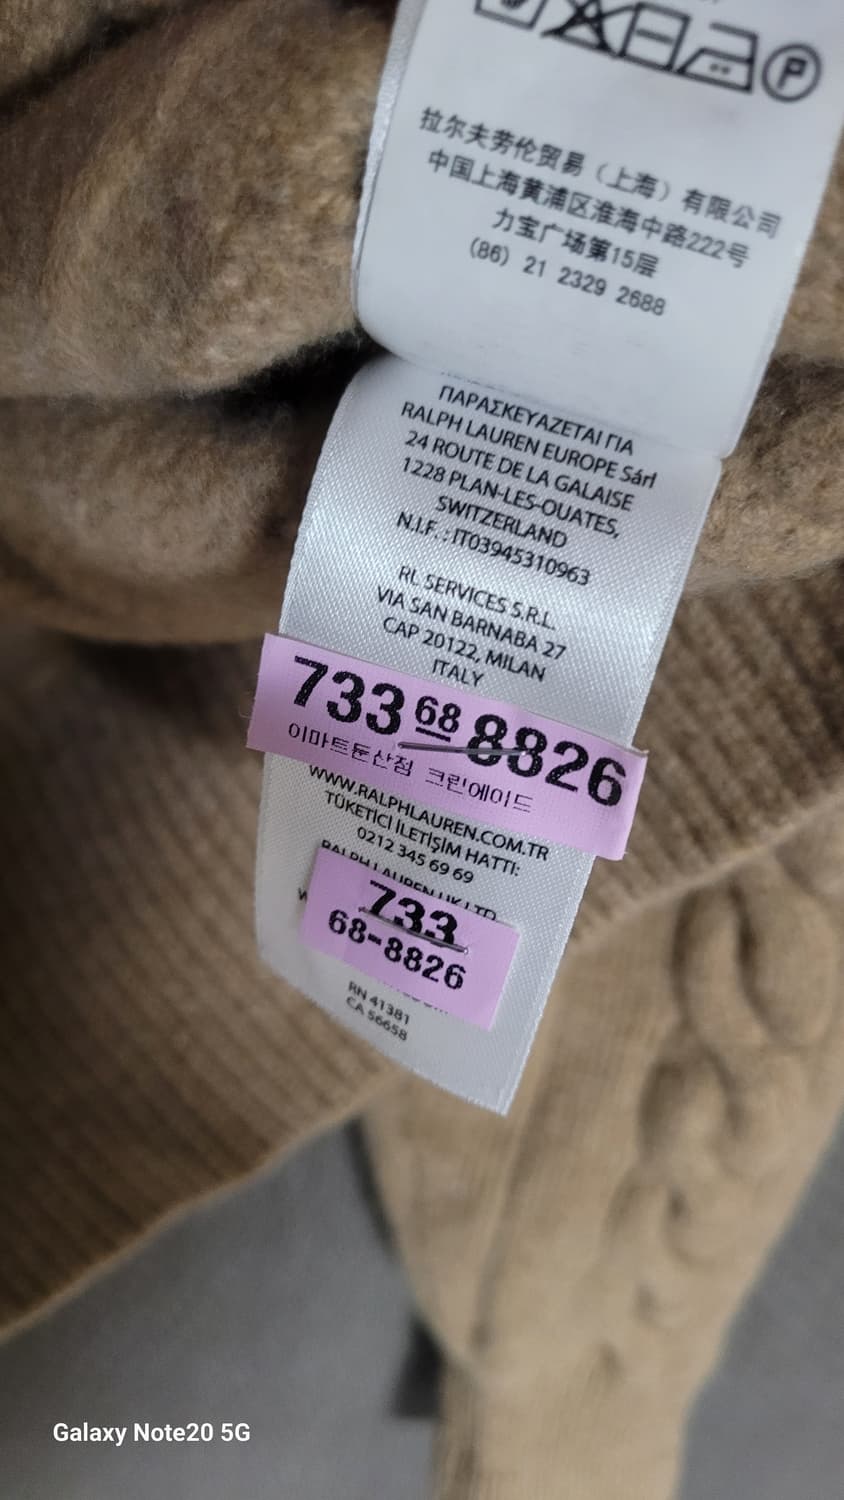 P
拉尔夫劳伦贸易（上海）有限公司
中国上海黄浦区淮海中路222号
力宝广场第15层
(86) 21 2329 2688
ΠΑΡΑΣΚΕΥΑΖΕΤΑΙ ΓΙΑ
RALPH LAUREN EUROPE Sárl
24 ROUTE DE LA GALAISE
1228 PLAN-LES-OUATES,
SWITZERLAND
N.I.F. : IT03945310963
RL SERVICES S.R.L.
VIA SAN BARNABA 27
CAP 20122, MILAN
ITALY
733 68 8826
이마트둔산점 크린에이드
WWW.RALPHLAUREN.COM.TR
TÜKETİCİ İLETİŞİM HATTI:
0212 345 69 69
RALPH LAUREN UK LTD
733
68-8826
RN 41381
CA 56658
Galaxy Note20 5G